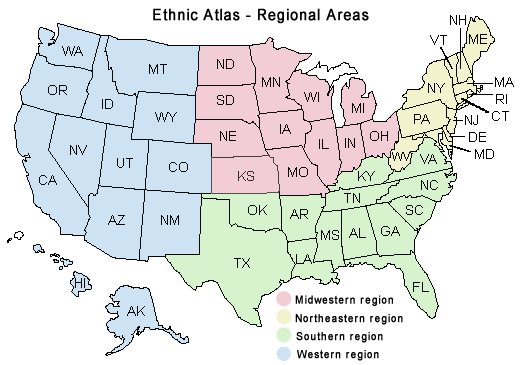 Ethnic Atlas - Regional Areas
NH
ME
VT
WA
MT
ND
MN
OR
ID
SD
WI
MI
NY
MA
RI
CT
WY
NE
IA
PA
NJ
DE
MD
NV
UT
CO
IL
IN
OH
WV
VA
CA
KS
MO
KY
NC
AZ
NM
OK
AR
TN
SC
TX
LA
MS
AL
GA
HI
AK
FL
Midwestern region
Northeastern region
Southern region
Western region